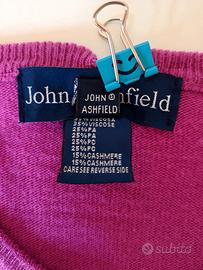 John Ashfield
JOHN
ASHFIELD
35% VISCOSE
35% VISCOSE
25%PA
25%PA
25%PC
25%PC
15%CASHMERE
15%CASHMERE
CARE SEE REVERSE SIDE
subito